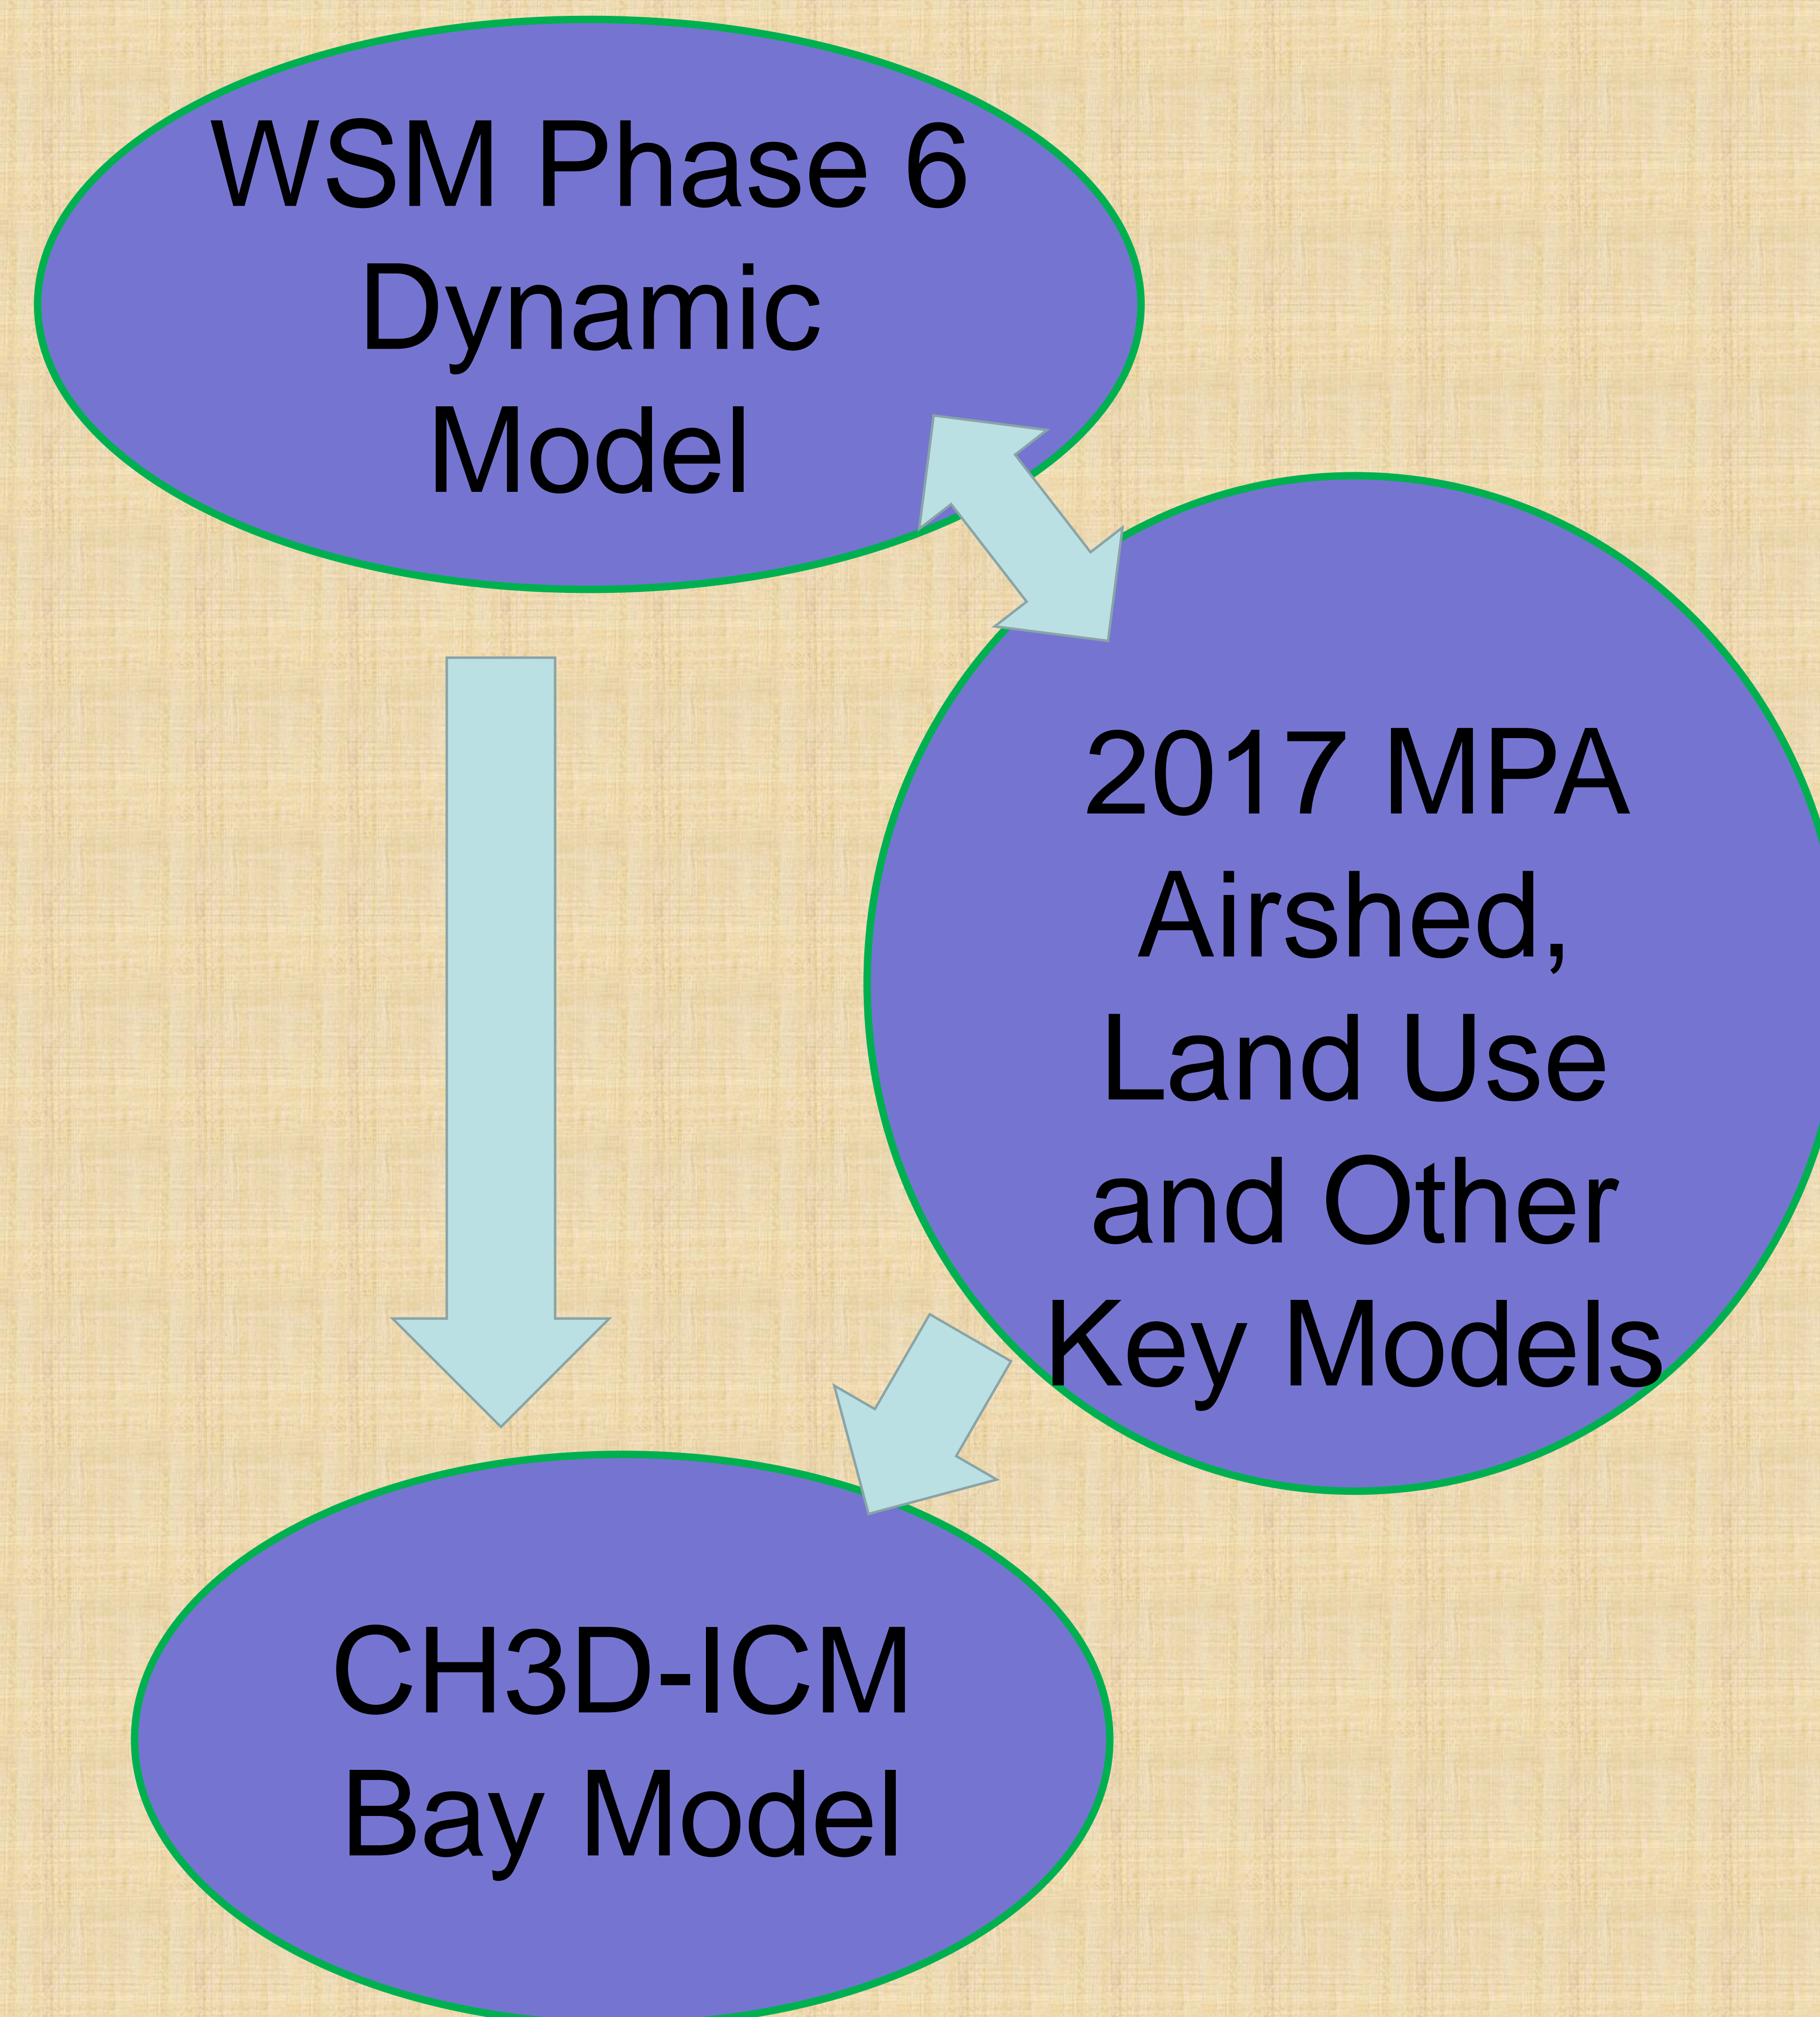 WSM Phase 6
Dynamic
Model
2017 MPA
Airshed,
Land Use
and Other
Key Models
CH3D-ICM
Bay Model